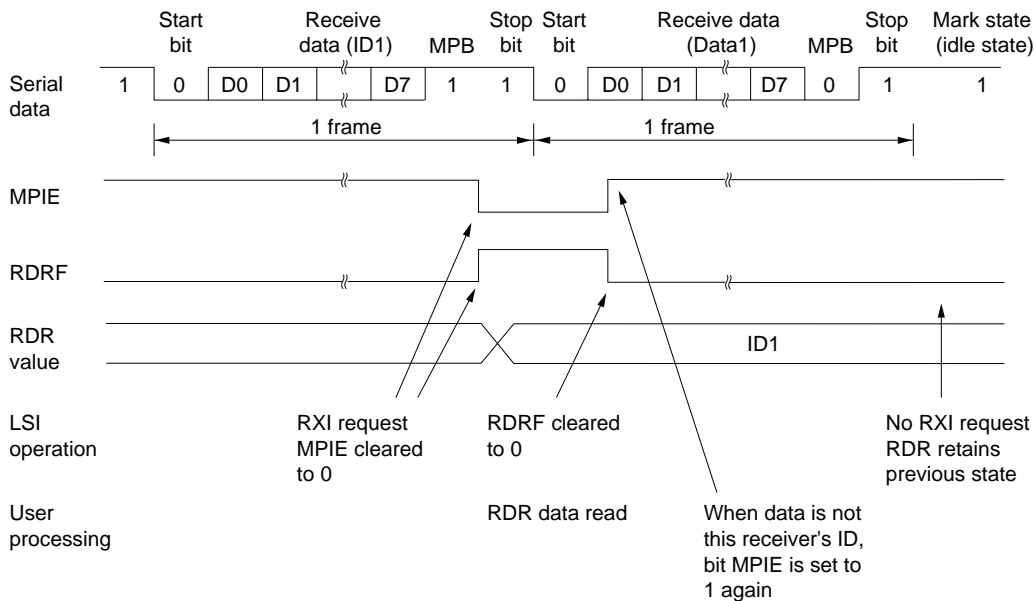 Start bit
Receive data (ID1)
MPB
Stop bit
Start bit
Receive data (Data1)
MPB
Stop bit
Mark state (idle state)
Serial data
1 0 D0 D1 D7 1 1 0 D0 D1 D7 0 1 1
1 frame 1 frame
MPIE
RDRF
RDR value
ID1
LSI operation
RXI request
MPIE cleared
to 0
RDRF cleared
to 0
No RXI request
RDR retains
previous state
User processing
RDR data read
When data is not
this receiver's ID,
bit MPIE is set to
1 again